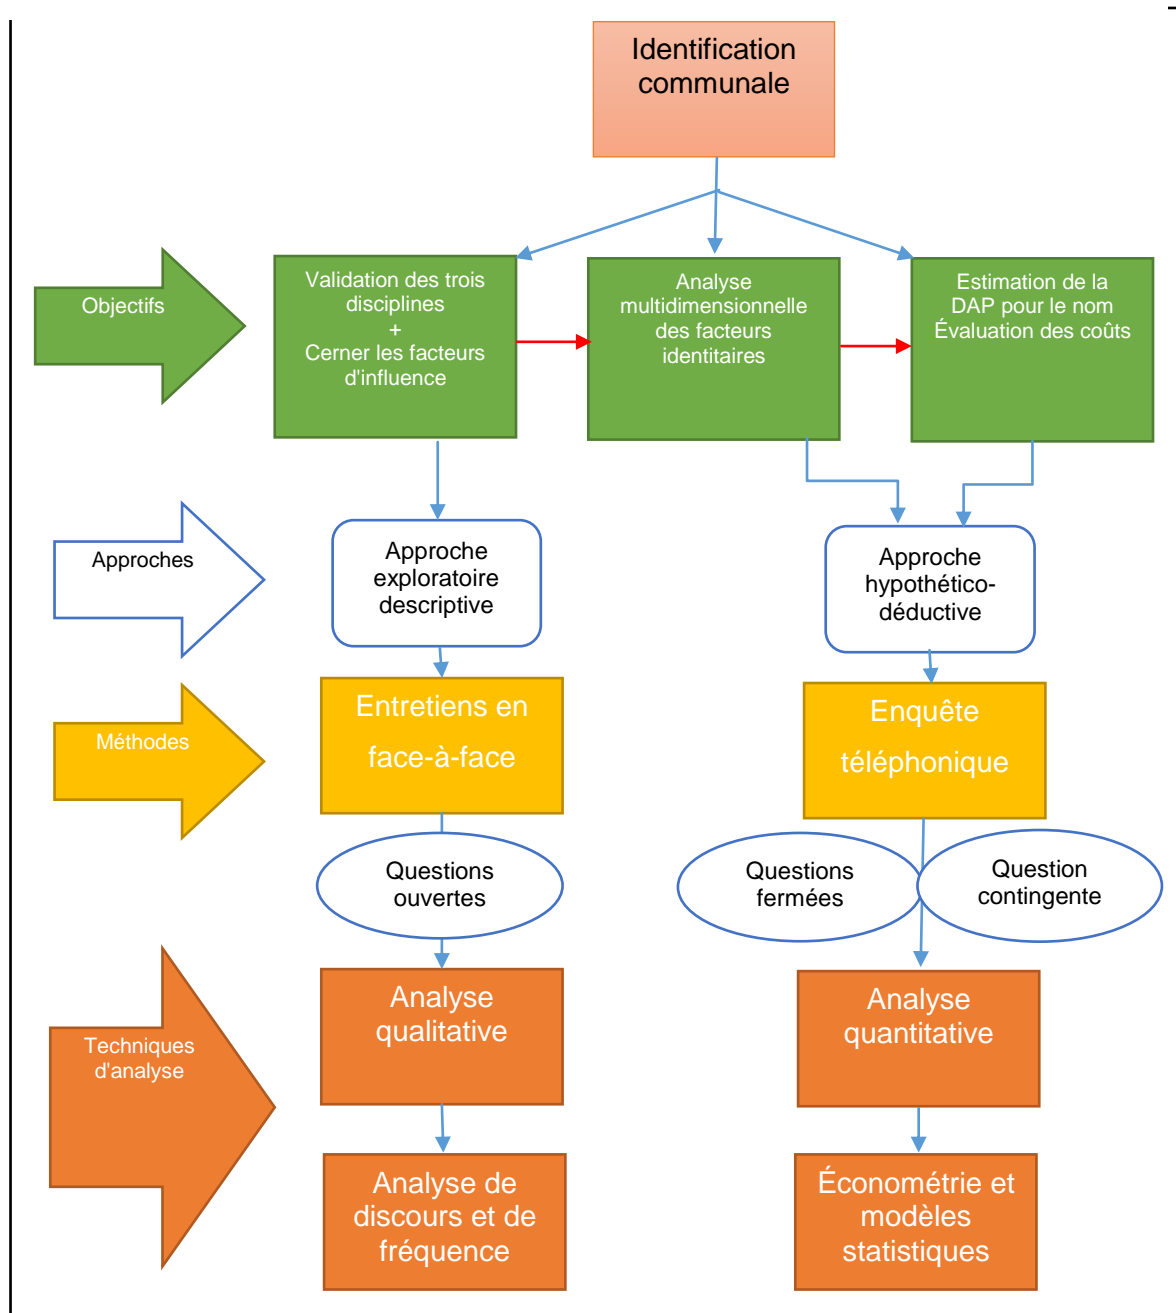 Identification
communale
Objectifs
Validation des trois
disciplines
+
Cerner les facteurs
d'influence
Analyse
multidimensionnelle
des facteurs
identitaires
Estimation de la
DAP pour le nom
Évaluation des coûts
Approches
Approche
exploratoire
descriptive
Approche
hypothético-
déductive
Méthodes
Entretiens en
face-à-face
Enquête
téléphonique
Questions
ouvertes
Questions
fermées
Question
contingente
Techniques
d'analyse
Analyse
qualitative
Analyse
quantitative
Analyse de
discours et de
fréquence
Économétrie et
modèles
statistiques